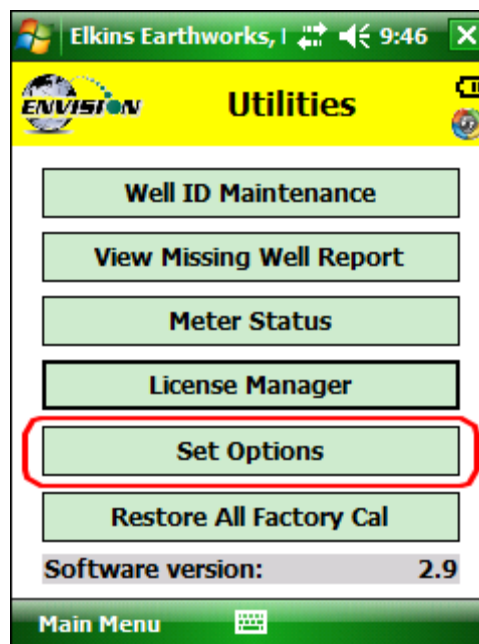 Elkins Earthworks, 9:46
ENVISION
Utilities
Well ID Maintenance
View Missing Well Report
Meter Status
License Manager
Set Options
Restore All Factory Cal
Software version: 2.9
Main Menu